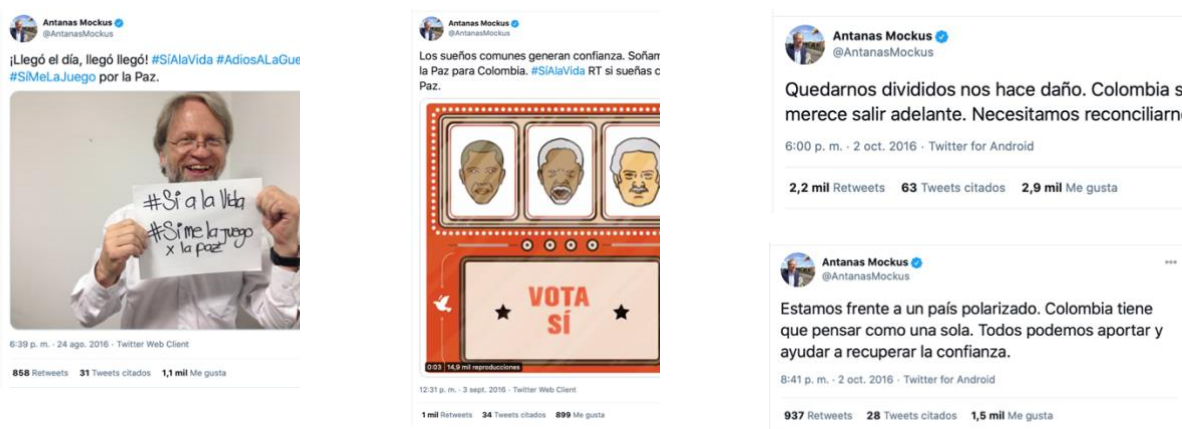 Antanas Mockus
@AntanasMockus
¡Llegó el día, llegó llegó! #SíAlaVida #AdiosALaGue
#SíMeLaJuego por la Paz.
#Si a la Vida
#Si me la juego
x la paz
6:39 p. m. · 24 ago. 2016 · Twitter Web Client
858 Retweets 31 Tweets citados 1,1 mil Me gusta
Antanas Mockus
@AntanasMockus
Los sueños comunes generan confianza. Soñam
la Paz para Colombia. #SíAlaVida RT si sueñas c
Paz.
VOTA
SÍ
0:03 14,9 mil reproducciones
12:31 p. m. · 3 sept. 2016 · Twitter Web Client
1 mil Retweets 34 Tweets citados 899 Me gusta
Antanas Mockus
@AntanasMockus
Quedarnos divididos nos hace daño. Colombia s
merece salir adelante. Necesitamos reconciliarn
6:00 p. m. · 2 oct. 2016 · Twitter for Android
2,2 mil Retweets 63 Tweets citados 2,9 mil Me gusta
Antanas Mockus
@AntanasMockus
Estamos frente a un país polarizado. Colombia tiene
que pensar como una sola. Todos podemos aportar y
ayudar a recuperar la confianza.
8:41 p. m. · 2 oct. 2016 · Twitter for Android
937 Retweets 28 Tweets citados 1,5 mil Me gusta